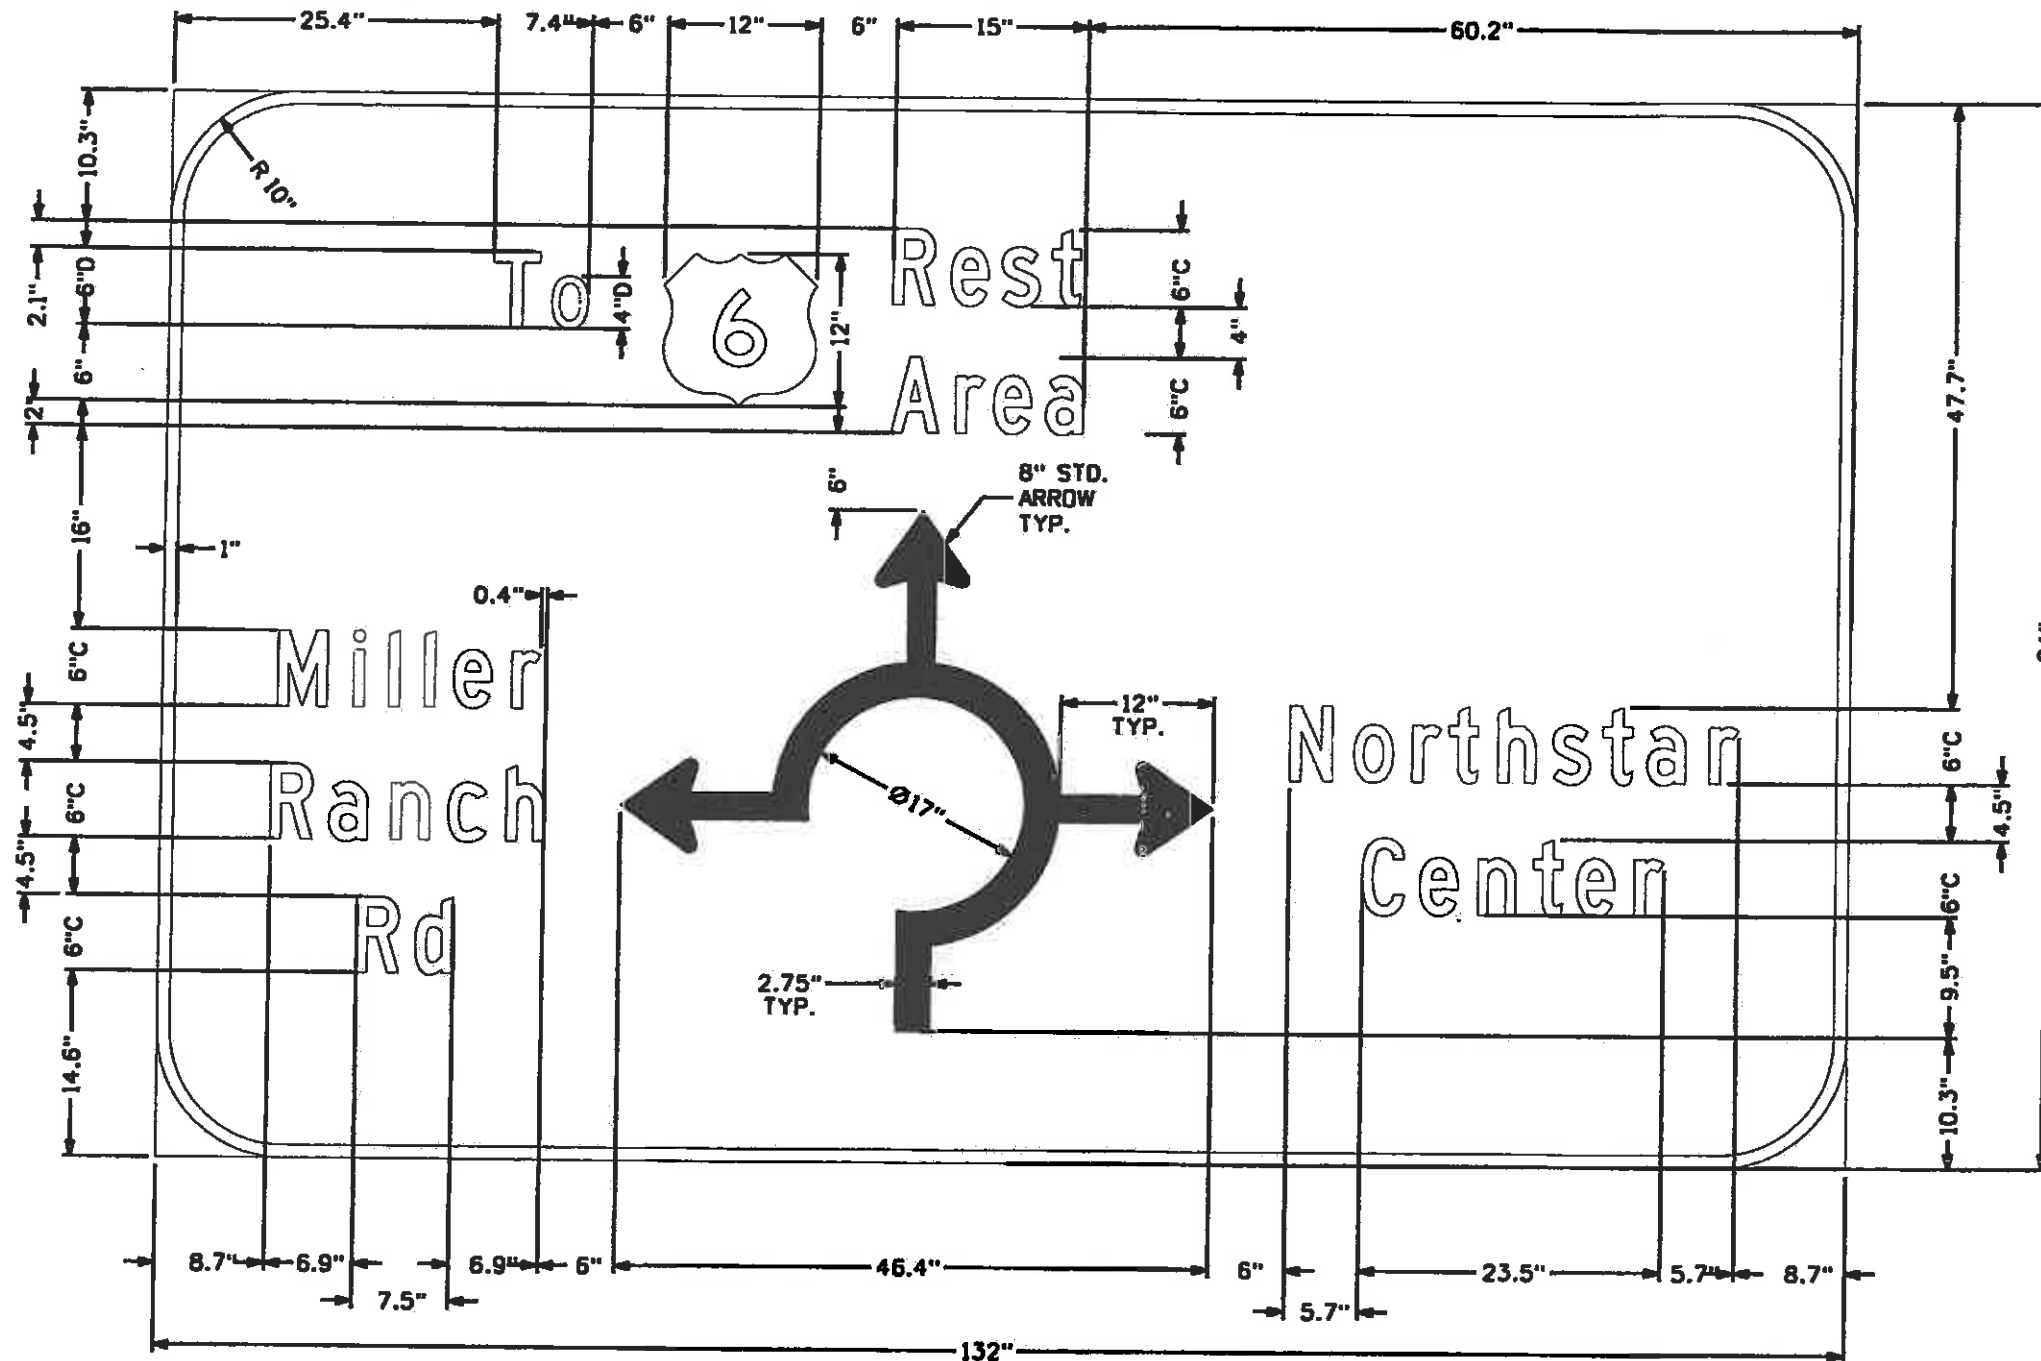 25.4" 7.4" 6" 12" 6" 15" 60.2"
10.3"
R 10"
2.1"
6"D
6"
2"
To
4"D
6
12"
Rest
Area
6"C
4"
6"C
47.7"
16"
1"
0.4"
6"
8" STD.
ARROW
TYP.
Miller
Ranch
Rd
6"C
4.5"
6"C
4.5"
6"C
14.6"
12"
TYP.
Ø17"
2.75"
TYP.
Northstar
Center
6"C
4.5"
6"C
9.5"
10.3"
8.7" 6.9" 6.9" 6" 46.4" 6" 23.5" 5.7" 8.7"
7.5" 5.7"
132"